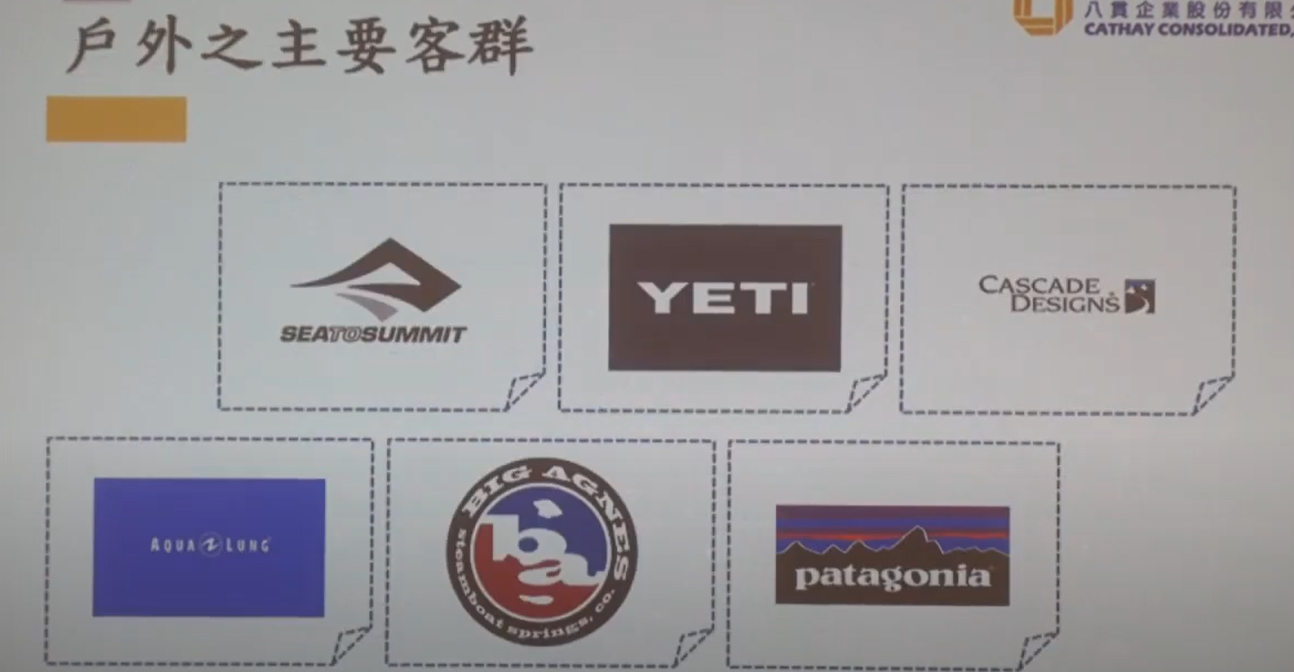 戶外之主要客群
八貫企業股份有限
CATHAY CONSOLIDATED,
SEATOSUMMIT
YETI
CASCADE
DESIGNS
AQUA LUNG
BIG AGNES
ba
steamboat springs, co.
patagonia